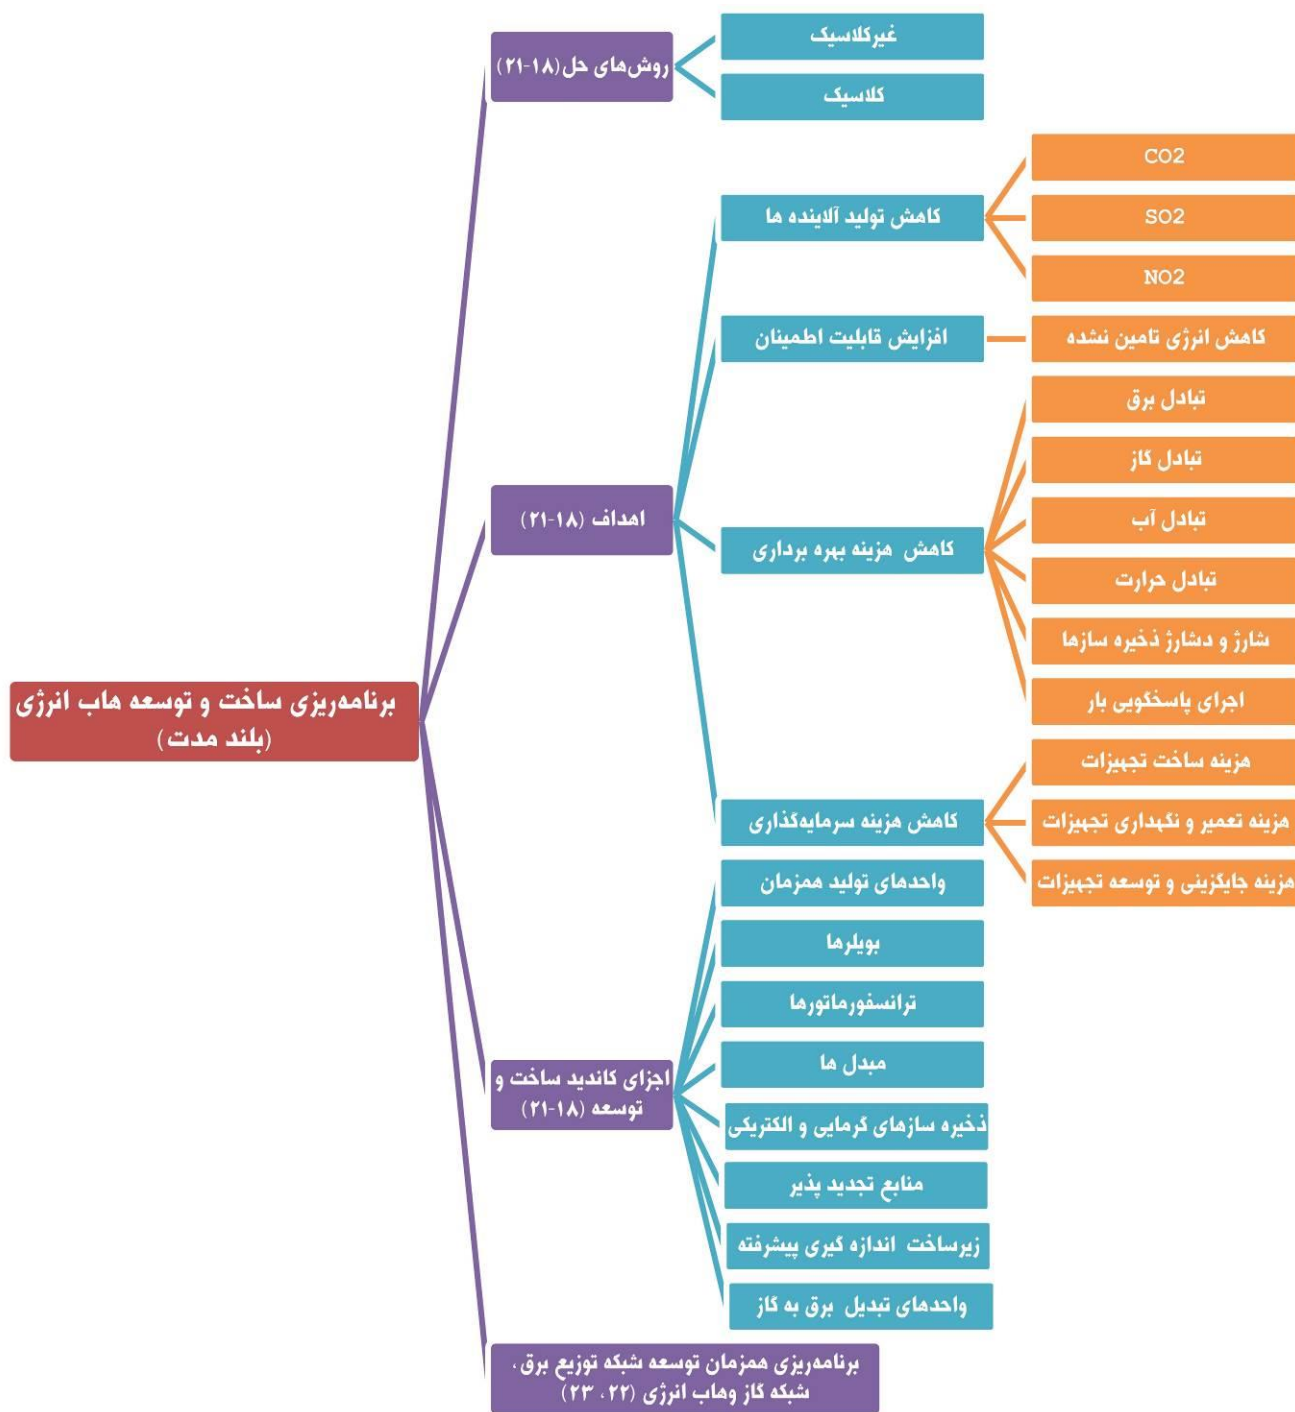 برنامه‌ریزی ساخت و توسعه هاب انرژی
(بلند مدت)
روش‌های حل(۱۸-۲۱)
غیرکلاسیک
کلاسیک
اهداف (۱۸-۲۱)
کاهش تولید آلاینده ها
CO2
SO2
NO2
افزایش قابلیت اطمینان
کاهش انرژی تامین نشده
کاهش هزینه بهره برداری
تبادل برق
تبادل گاز
تبادل آب
تبادل حرارت
شارژ و دشارژ ذخیره سازها
اجرای پاسخگویی بار
کاهش هزینه سرمایه‌گذاری
هزینه ساخت تجهیزات
هزینه تعمیر و نگهداری تجهیزات
هزینه جایگزینی و توسعه تجهیزات
اجزای کاندید ساخت و
توسعه (۱۸-۲۱)
واحدهای تولید همزمان
بویلرها
ترانسفورماتورها
مبدل ها
ذخیره سازهای گرمایی و الکتریکی
منابع تجدید پذیر
زیرساخت اندازه گیری پیشرفته
واحدهای تبدیل برق به گاز
برنامه‌ریزی همزمان توسعه شبکه توزیع برق،
شبکه گاز وهاب انرژی (۲۲، ۲۳)